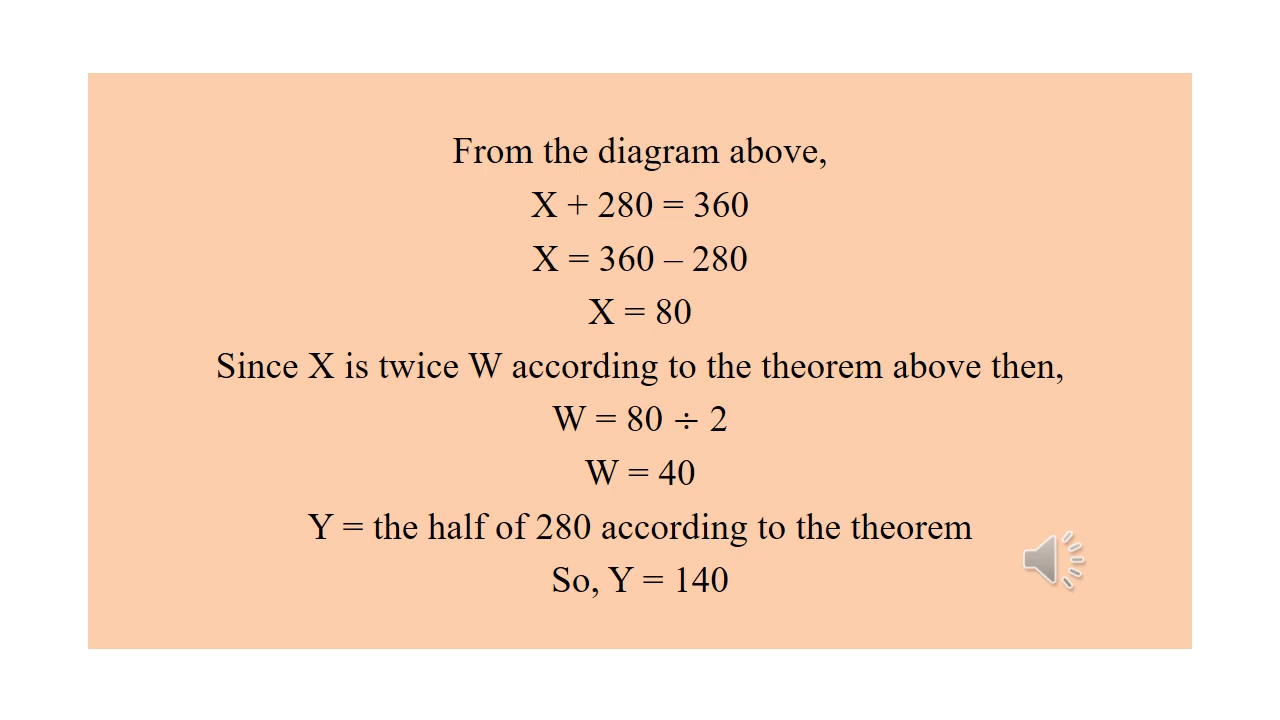 From the diagram above,
X + 280 = 360
X = 360 – 280
X = 80
Since X is twice W according to the theorem above then,
W = 80 ÷ 2
W = 40
Y = the half of 280 according to the theorem
So, Y = 140